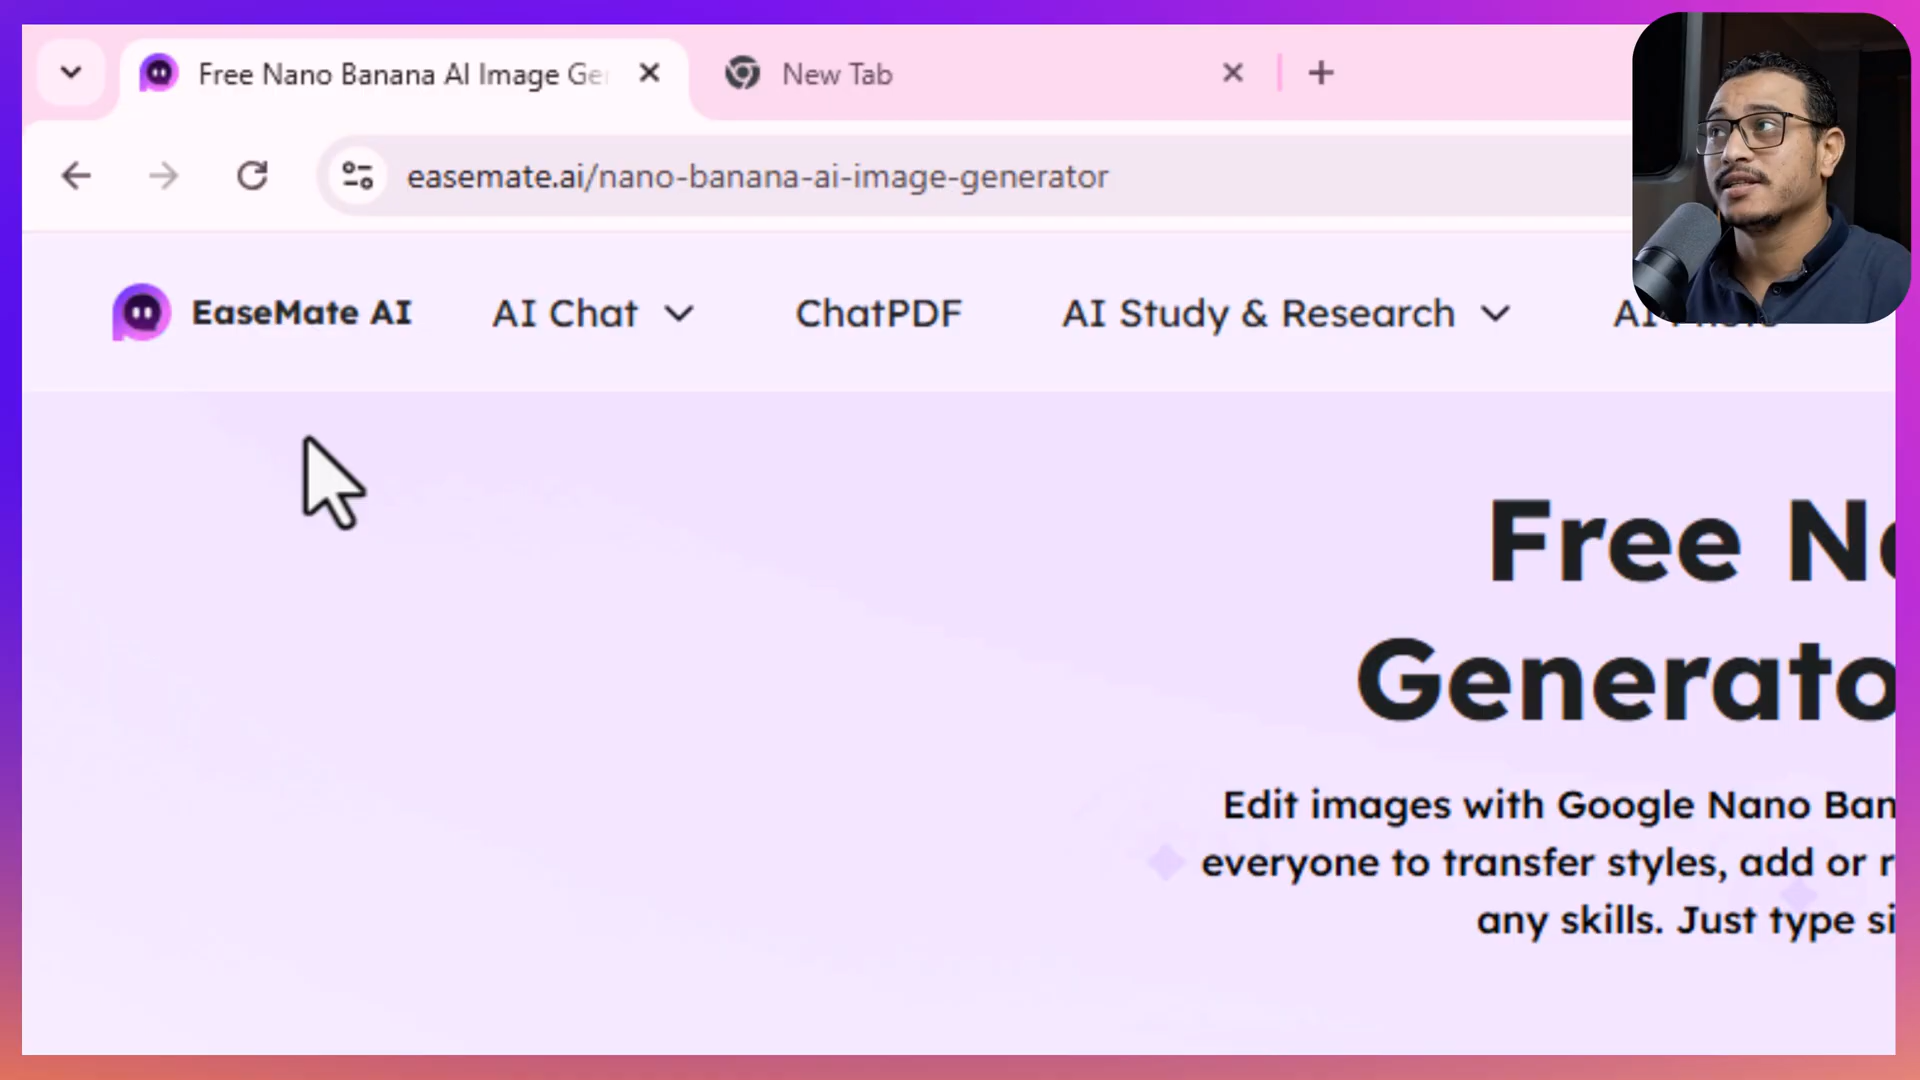 Free Nano Banana AI Image Ge
New Tab
easemate.ai/nano-banana-ai-image-generator
EaseMate AI
AI Chat
ChatPDF
AI Study & Research
AI
Free N
Generato
Edit images with Google Nano Ban
everyone to transfer styles, add or r
any skills. Just type si